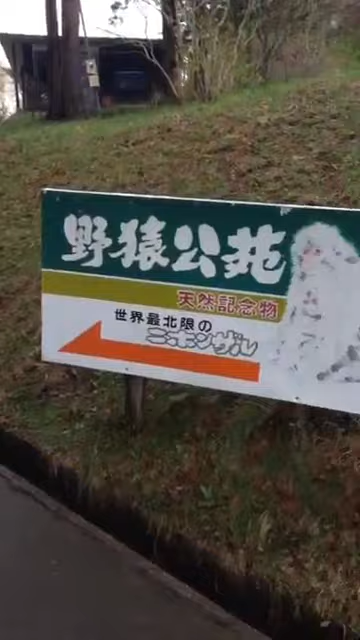 野猿公苑
天然記念物
世界最北限の
ニホンザル